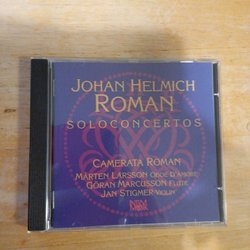 JOHAN HELMICH
ROMAN
SOLOCONCERTOS
CAMERATA ROMAN
MÅRTEN LARSSON OBOE D'AMORE
GÖRAN MARCUSSON FLUTE
JAN STIGMER VIOLIN